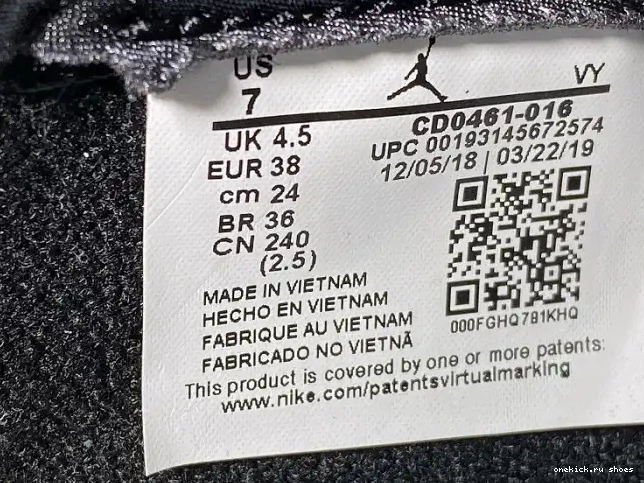 US
7
VY
CD0461-016
UPC 00193145672574
12/05/18 | 03/22/19
UK 4.5
EUR 38
cm 24
BR 36
CN 240
(2.5)
000FGHQ781KHQ
MADE IN VIETNAM
HECHO EN VIETNAM
FABRIQUE AU VIETNAM
FABRICADO NO VIETNÃ
This product is covered by one or more patents:
www.nike.com/patentsvirtualmarking
onekick.ru shoes